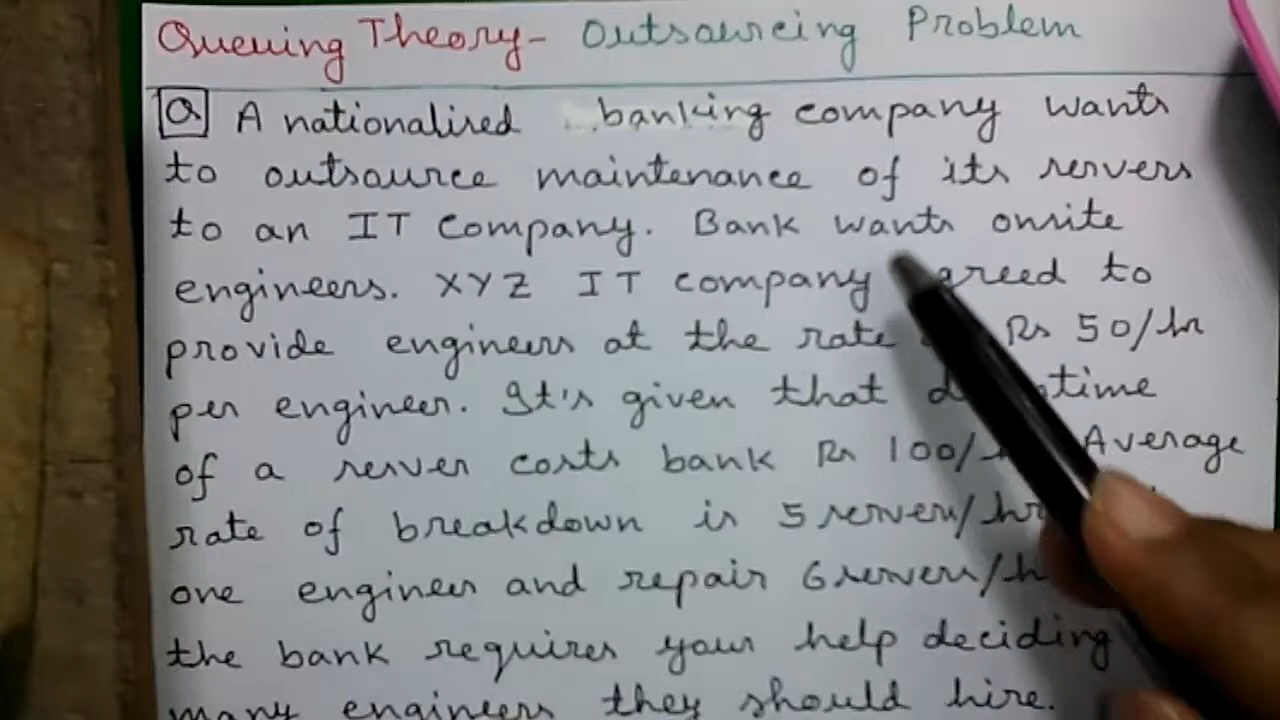 Queuing Theory- Outsourcing Problem
Q A nationalised banking company wants
to outsource maintenance of its servers
to an IT Company. Bank wants onsite
engineers. XYZ IT company agreed to
provide engineers at the rate Rs 50/hr
per engineer. It's given that time
of a server costs bank Rs 100/ Average
rate of breakdown is 5 servers/hr
one engineer and repair 6 servers/h
the bank requires your help deciding
many engineers they should hire.